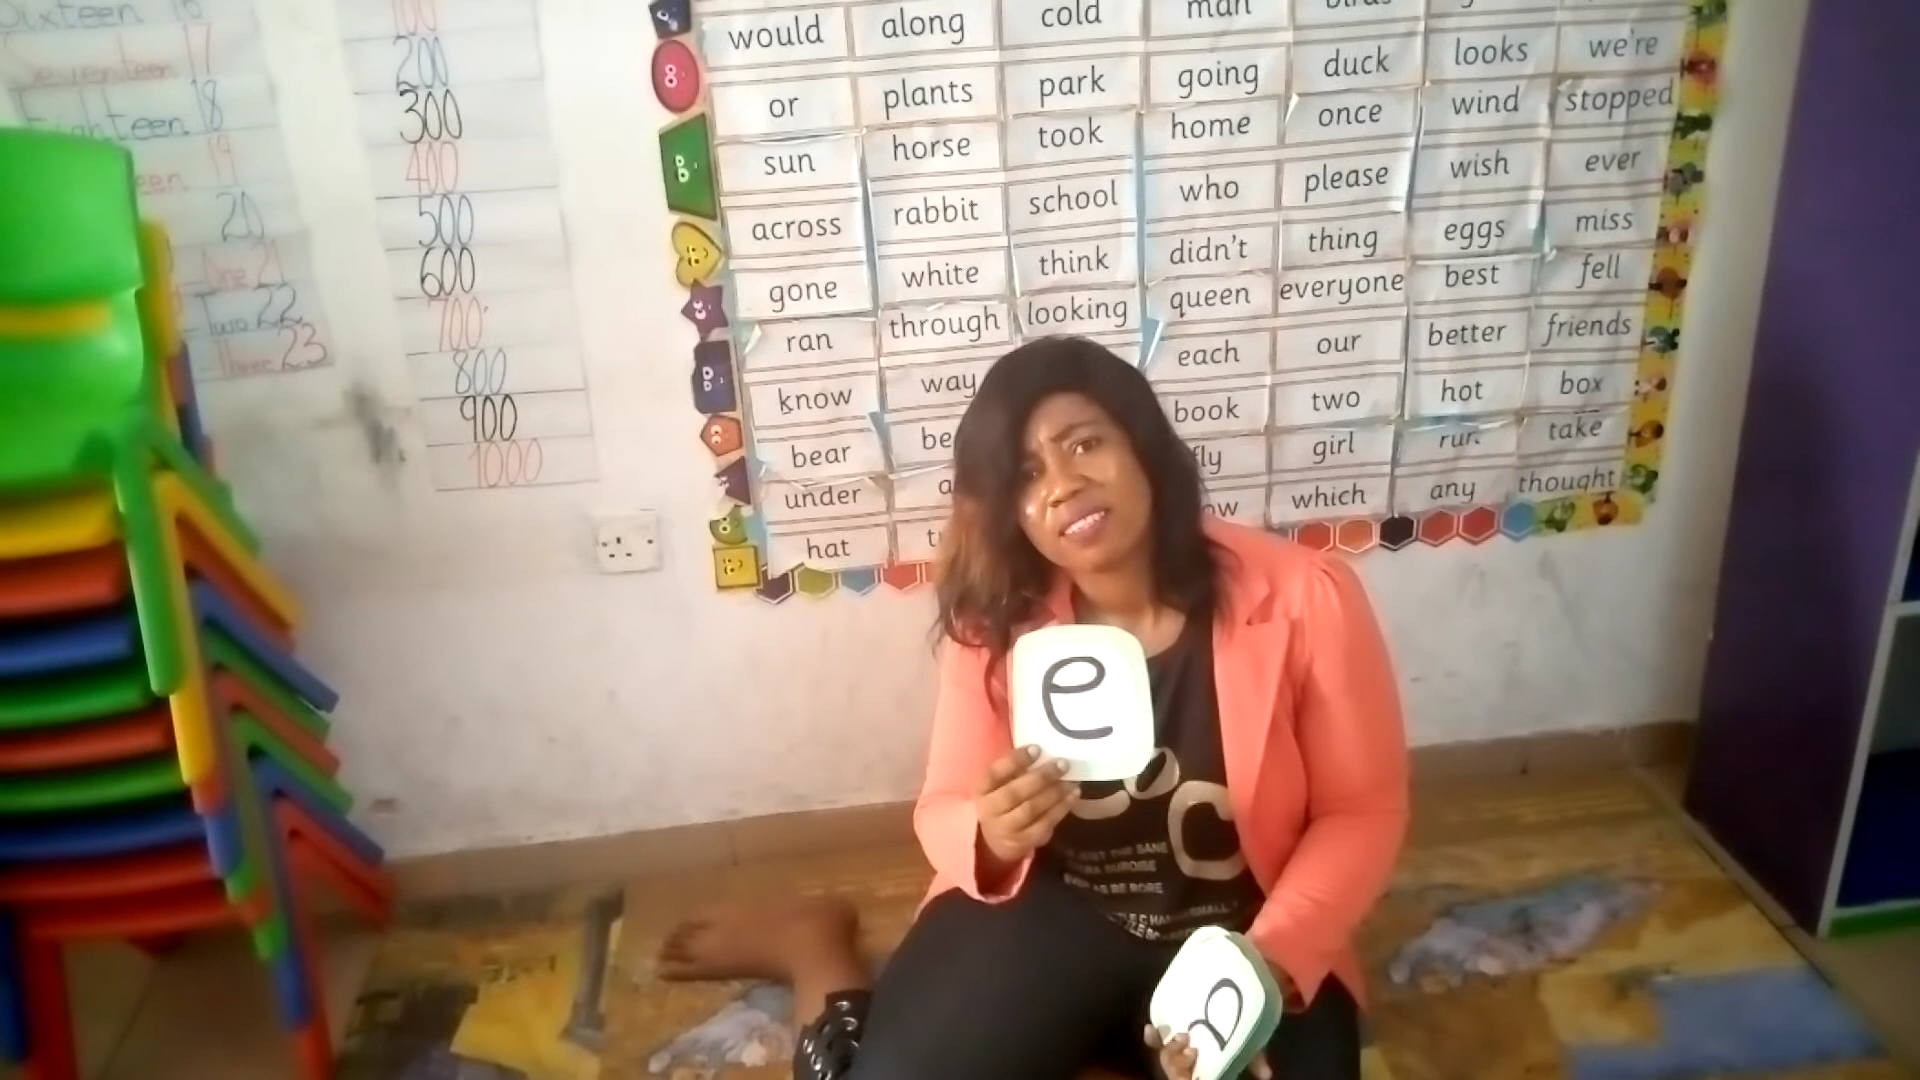 Sixteen 16
Seventeen 17
Eighteen 18
19
20
One 21
Two 22
Three 23
100
200
300
400
500
600
700
800
900
1000
would along cold man
or plants park going duck looks we're
sun horse took home once wind stopped
across rabbit school who please wish ever
gone white think didn't thing eggs miss
ran through looking queen everyone best fell
know way each our better friends
bear book two hot box
under fly girl run take
hat which any thought
e
a